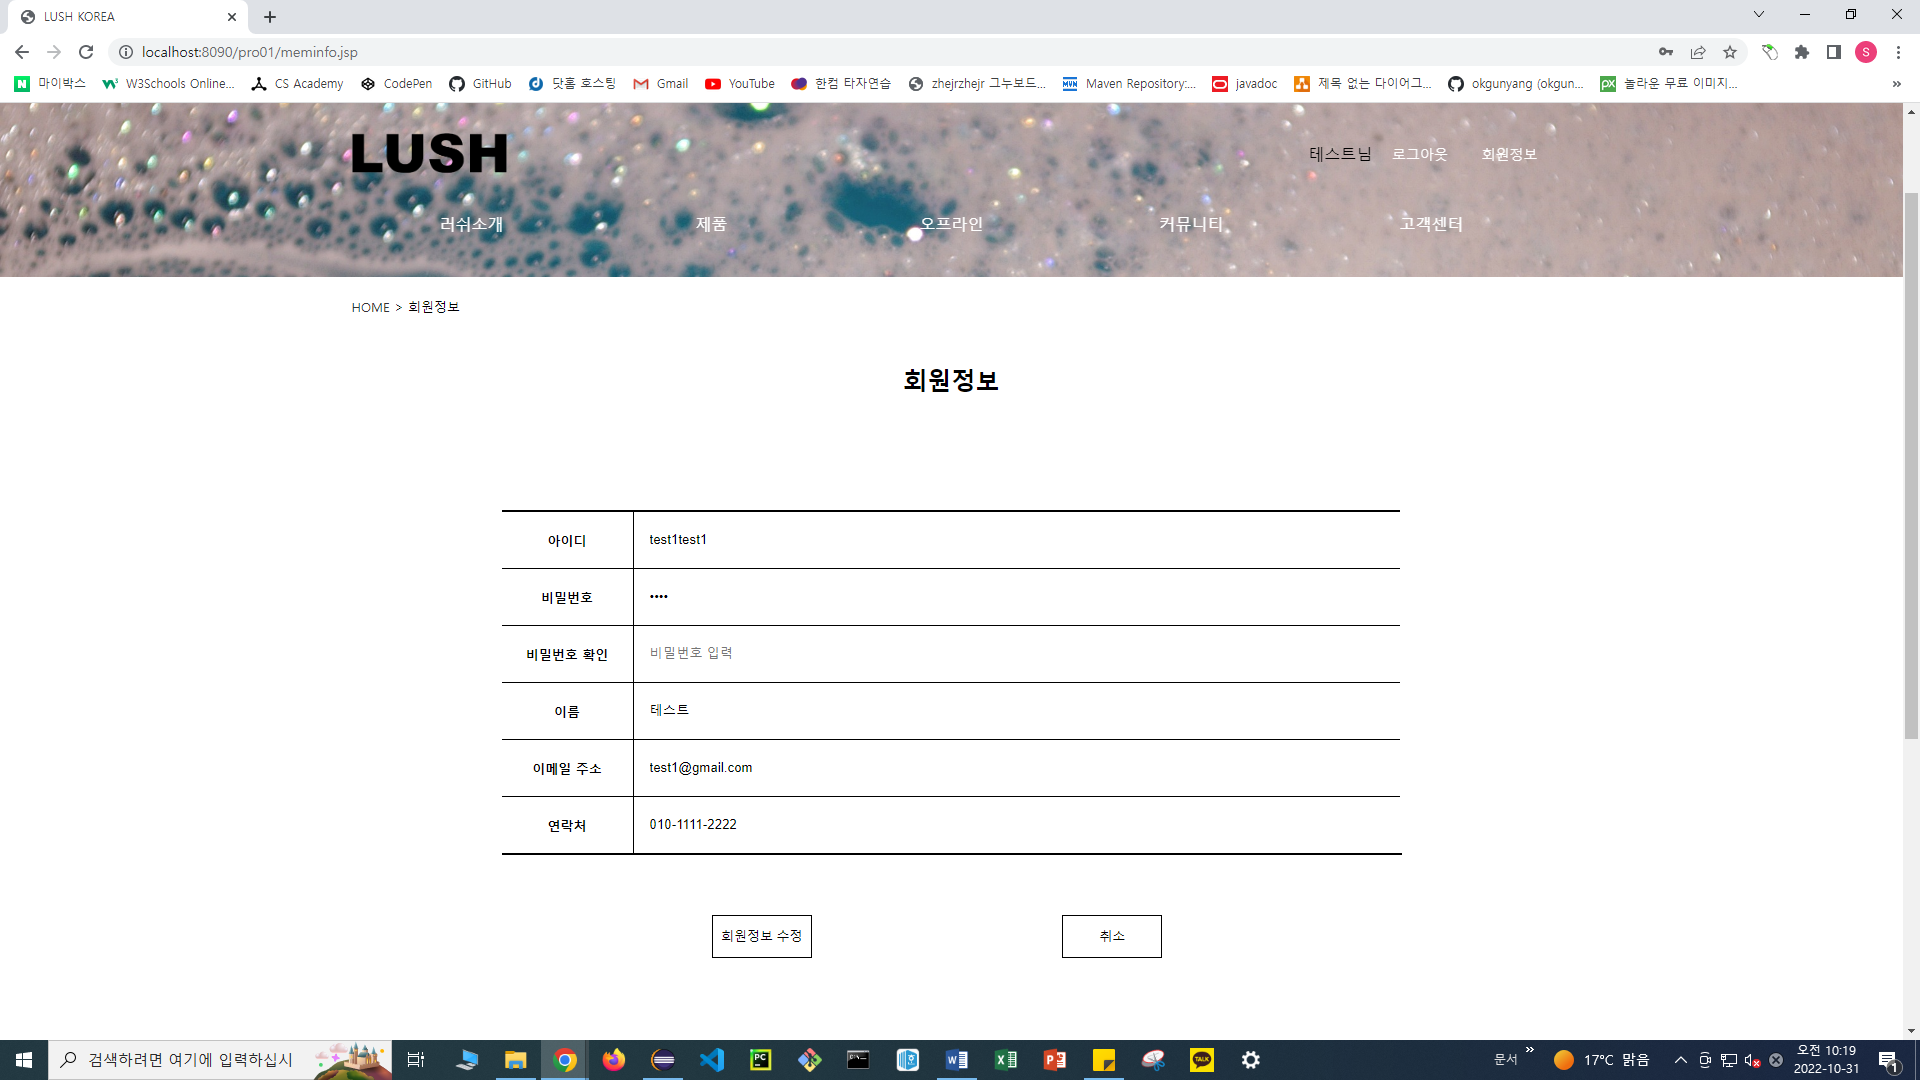 LUSH KOREA
localhost:8090/pro01/meminfo.jsp
S
마이박스 W3Schools Online... CS Academy CodePen GitHub 닷홈 호스팅 Gmail YouTube 한컴 타자연습 zhejrzhejr 그누보드... Maven Repository:... javadoc 제목 없는 다이어그... okgunyang (okgun... 놀라운 무료 이미지... »
LUSH
테스트님 로그아웃 회원정보
러쉬소개 제품 오프라인 커뮤니티 고객센터
HOME > 회원정보
회원정보
아이디 test1test1
비밀번호 ••••
비밀번호 확인 비밀번호 입력
이름 테스트
이메일 주소 test1@gmail.com
연락처 010-1111-2222
회원정보 수정 취소
검색하려면 여기에 입력하십시 문서 » 17°C 맑음 오전 10:19
2022-10-31 1